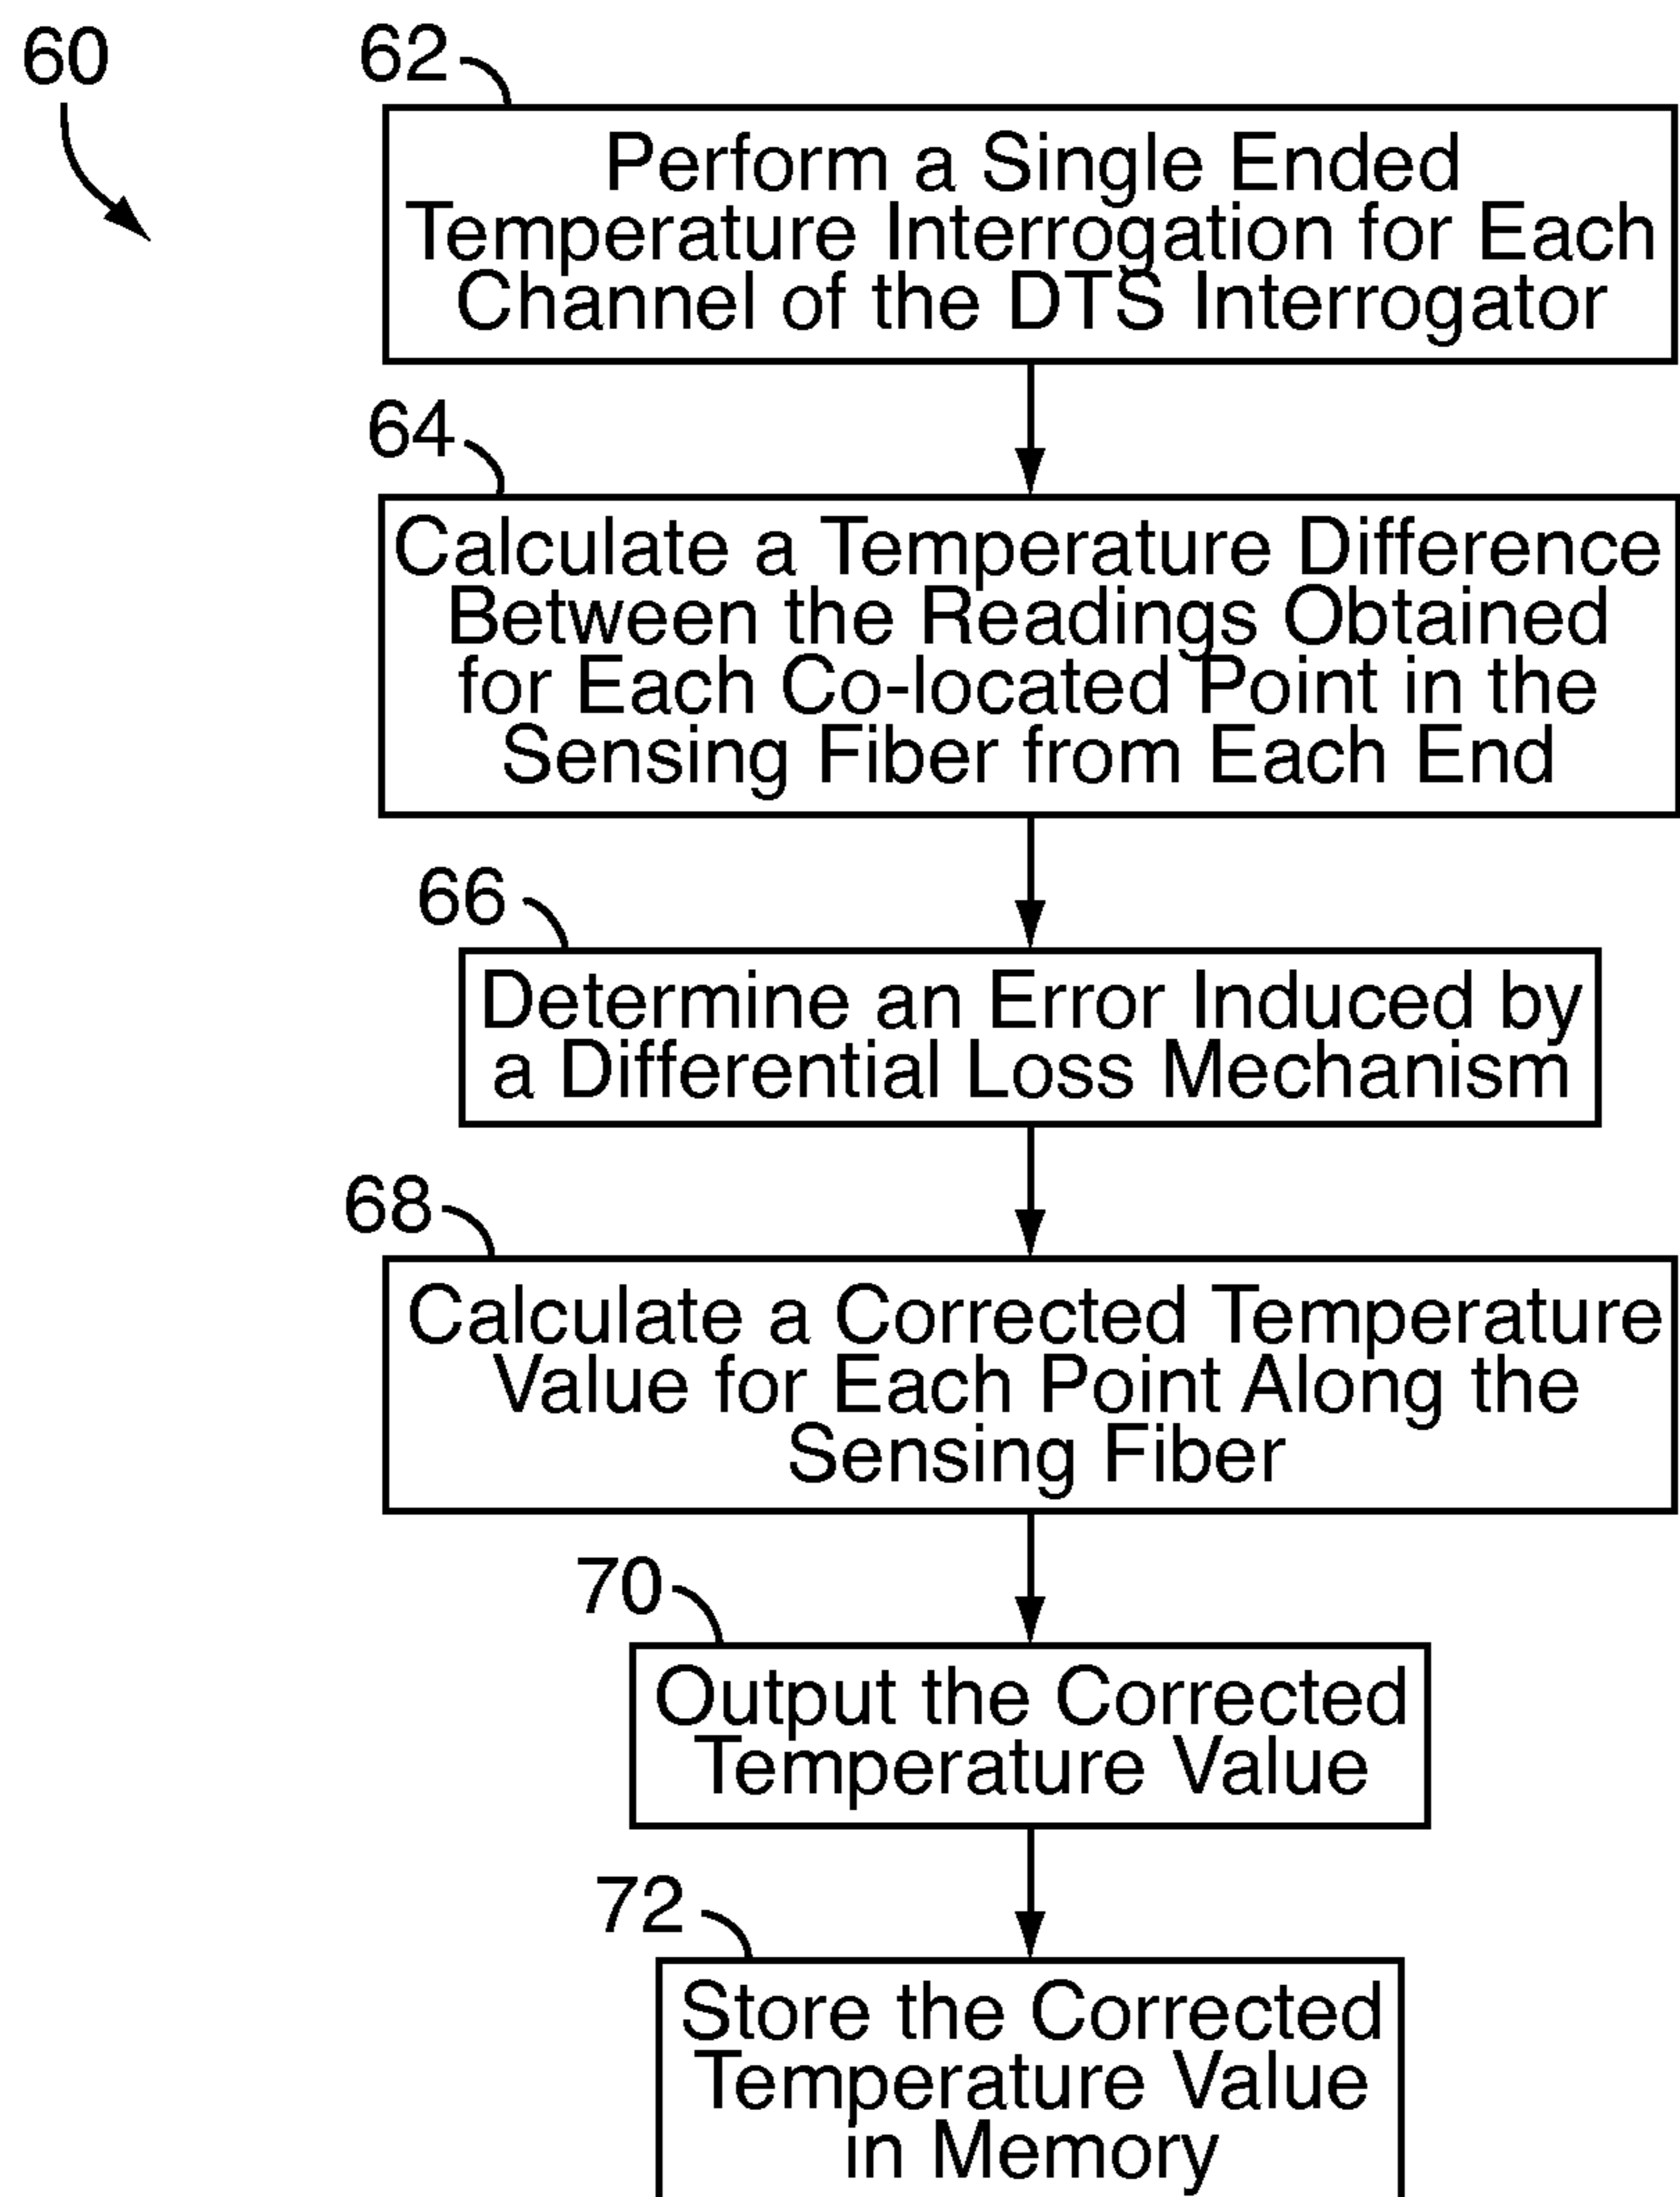 60
62
Perform a Single Ended
Temperature Interrogation for Each
Channel of the DTS Interrogator
64
Calculate a Temperature Difference
Between the Readings Obtained
for Each Co-located Point in the
Sensing Fiber from Each End
66
Determine an Error Induced by
a Differential Loss Mechanism
68
Calculate a Corrected Temperature
Value for Each Point Along the
Sensing Fiber
70
Output the Corrected
Temperature Value
72
Store the Corrected
Temperature Value
in Memory